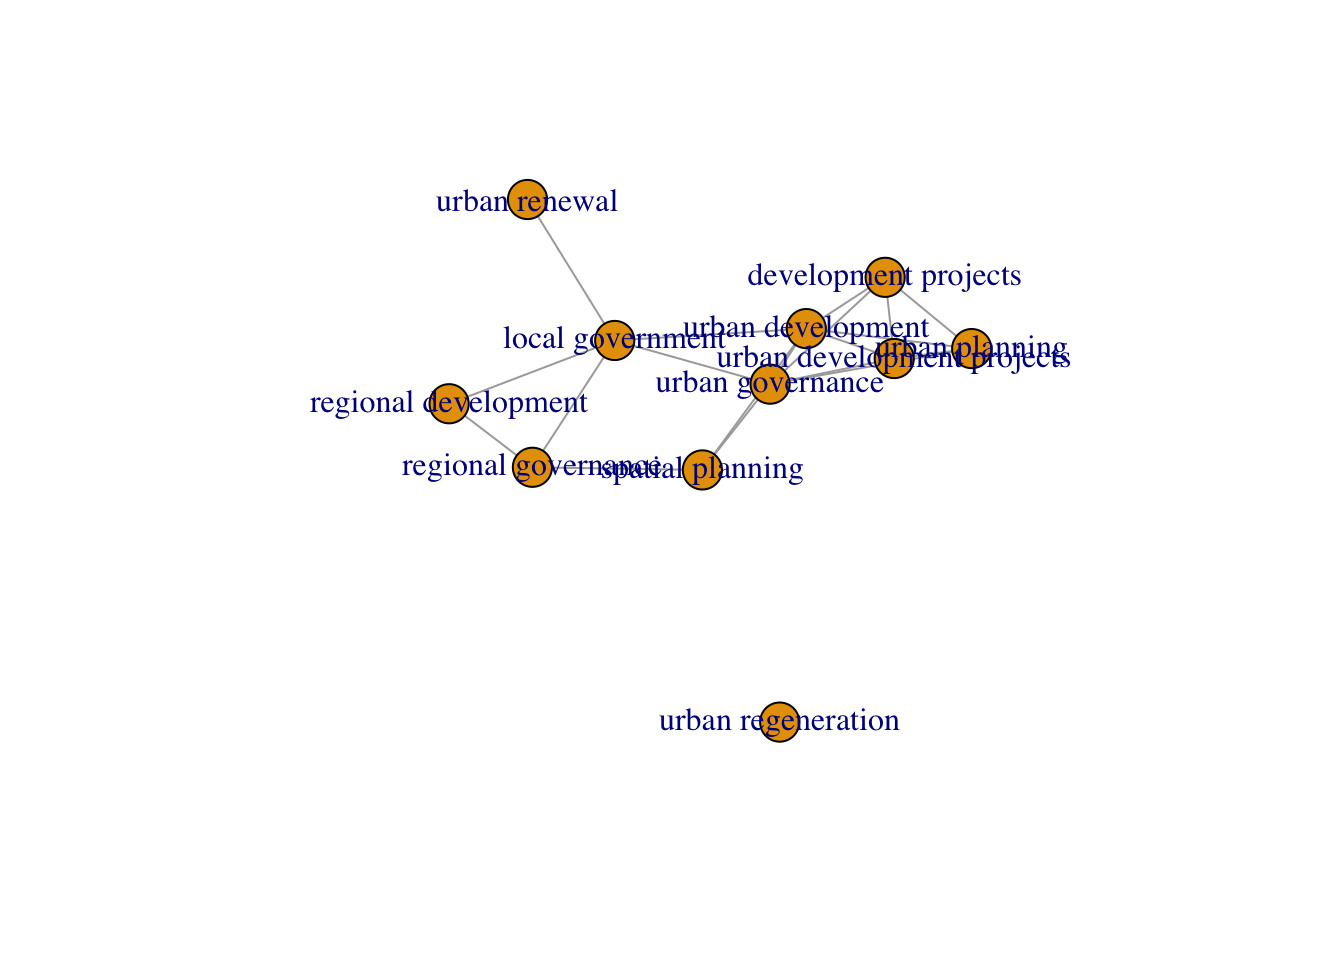 urban renewal
development projects
urban development
local government
urban planning
urban development projects
urban governance
regional development
regional governance
spatial planning
urban regeneration